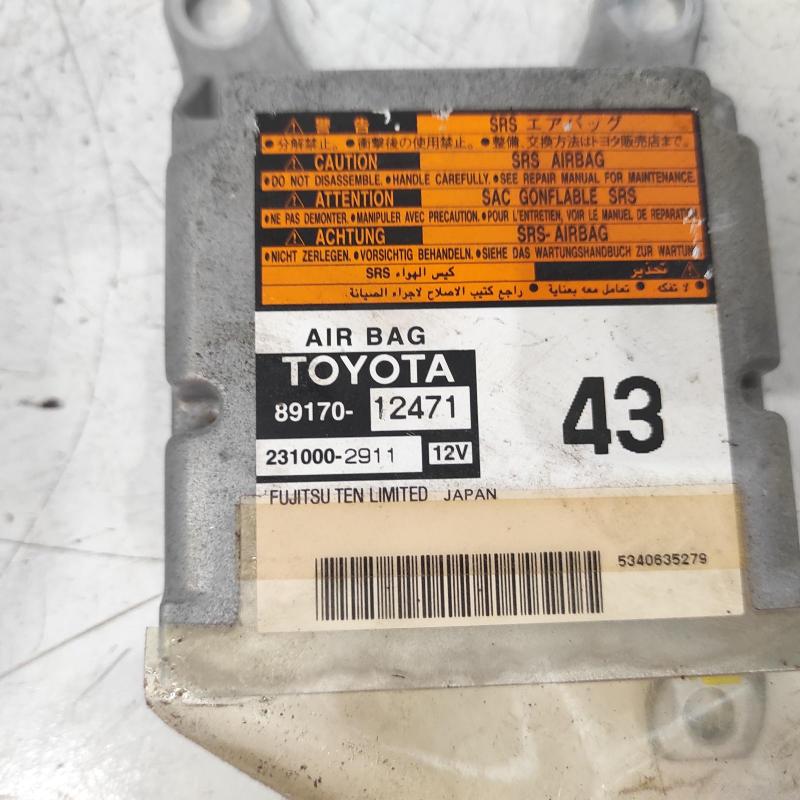 警告 SRS エアバッグ
●分解禁止。 ●衝撃後の使用禁止。 ●整備、交換方法はトヨタ販売店まで。
CAUTION SRS AIRBAG
●DO NOT DISASSEMBLE. ●HANDLE CAREFULLY. ●SEE REPAIR MANUAL FOR MAINTENANCE.
ATTENTION SAC GONFLABLE SRS
●NE PAS DEMONTER. ●MANIPULER AVEC PRECAUTION. ●POUR L'ENTRETIEN, VOIR LE MANUEL DE REPARATION
ACHTUNG SRS-AIRBAG
●NICHT ZERLEGEN. ●VORSICHTIG BEHANDELN. ●SIEHE DAS WARTUNGSHANDBUCH ZUR WARTUNG
تحذير كيس الهواء SRS
● لا تفكه ● تعامل معه بعناية ● راجع كتيب الاصلاح لاجراء الصيانة.
AIR BAG
TOYOTA
89170- 12471
43
231000-2911 12V
FUJITSU TEN LIMITED JAPAN
5340635279